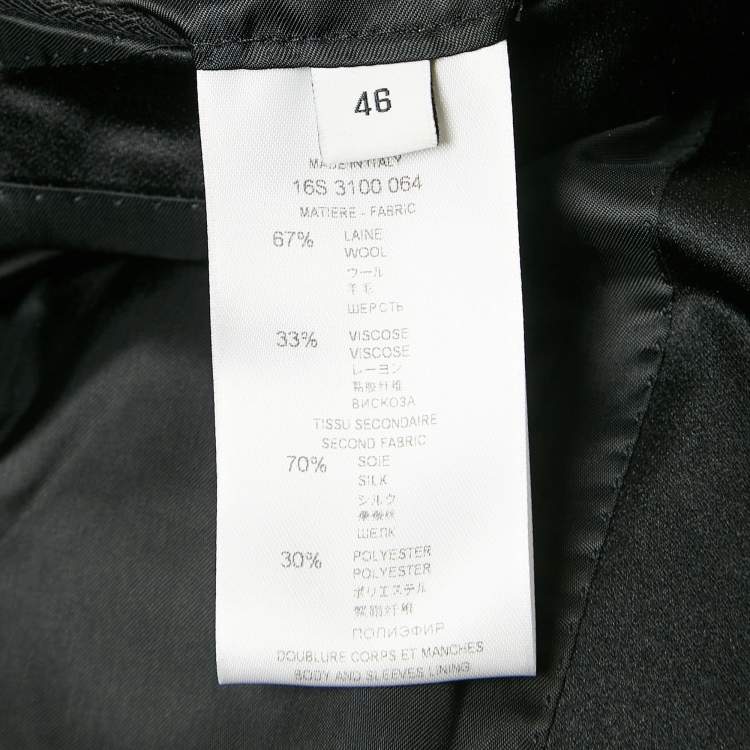 46
MADE IN ITALY
16S 3100 064
MATIERE - FABRIC
67% LAINE
WOOL
ウール
羊毛
ШЕРСТЬ
33% VISCOSE
VISCOSE
レーヨン
粘胶纤维
ВИСКОЗА
TISSU SECONDAIRE
SECOND FABRIC
70% SOIE
SILK
シルク
ШЕЛК
30% POLYESTER
POLYESTER
ポリエステル
聚酯纤维
ПОЛИЭФИР
DOUBLURE CORPS ET MANCHES
BODY AND SLEEVES LINING